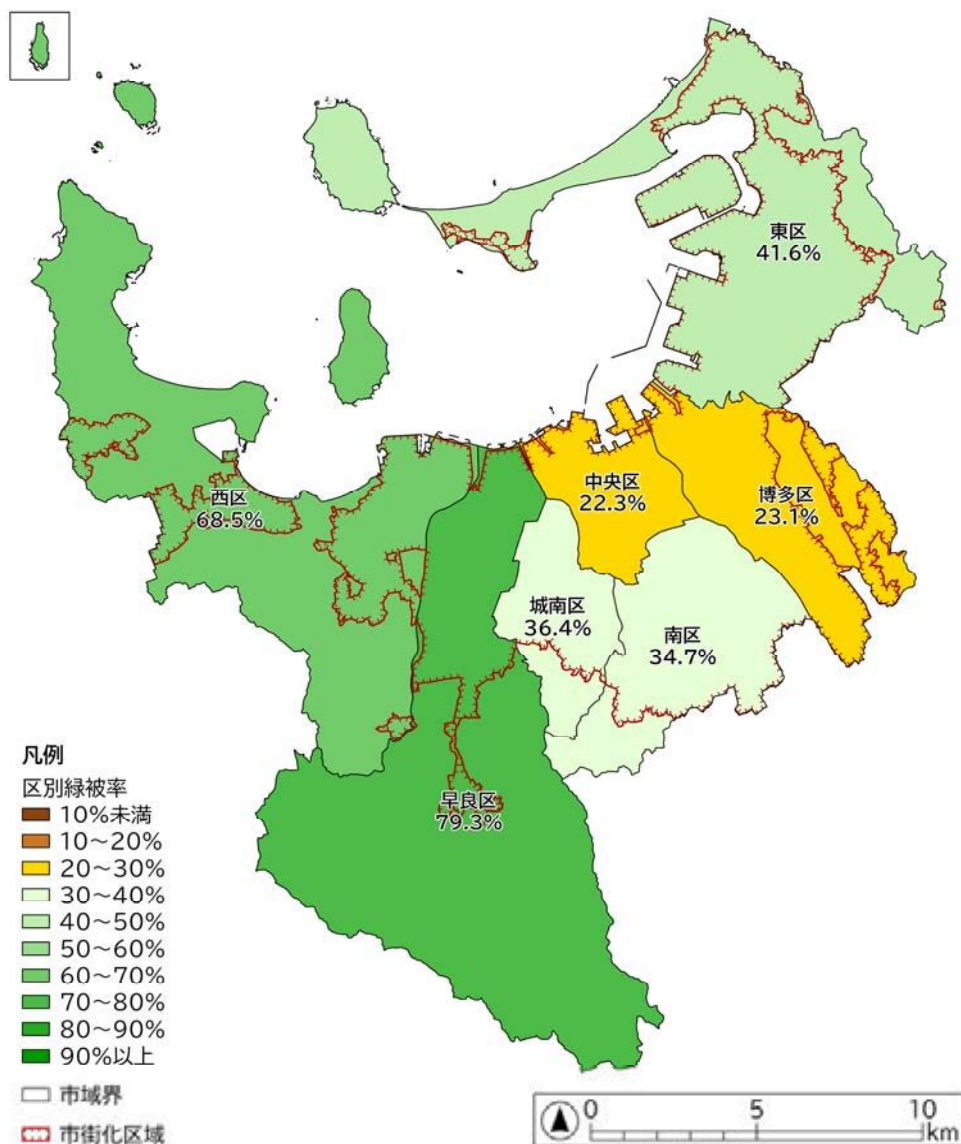 東区
41.6%
中央区
22.3%
博多区
23.1%
西区
68.5%
城南区
36.4%
南区
34.7%
早良区
79.3%
凡例
区別緑被率
10%未満
10～20%
20～30%
30～40%
40～50%
50～60%
60～70%
70～80%
80～90%
90%以上
市域界
市街化区域
0 5 10
km